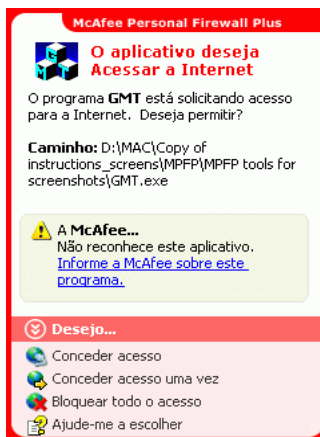 McAfee Personal Firewall Plus
O aplicativo deseja
Acessar a Internet
O programa GMT está solicitando acesso
para a Internet. Deseja permitir?
Caminho: D:\MAC\Copy of
instructions_screens\MPFP\MPFP tools for
screenshots\GMT.exe
A McAfee...
Não reconhece este aplicativo.
Informe a McAfee sobre este
programa.
Desejo...
Conceder acesso
Conceder acesso uma vez
Bloquear todo o acesso
Ajude-me a escolher